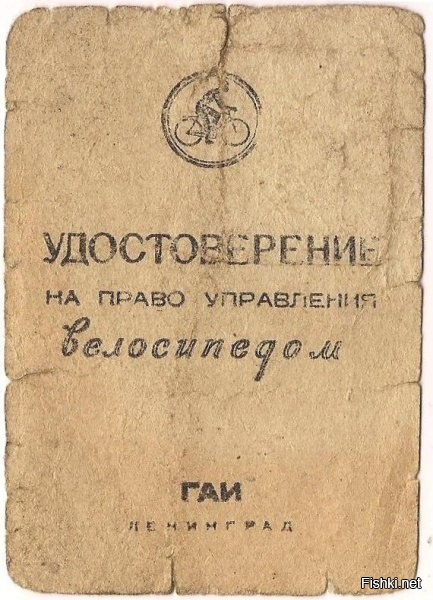 УДОСТОВЕРЕНИЕ
НА ПРАВО УПРАВЛЕНИЯ
велосипедом
ГАИ
ЛЕНИНГРАД
Fishki.net